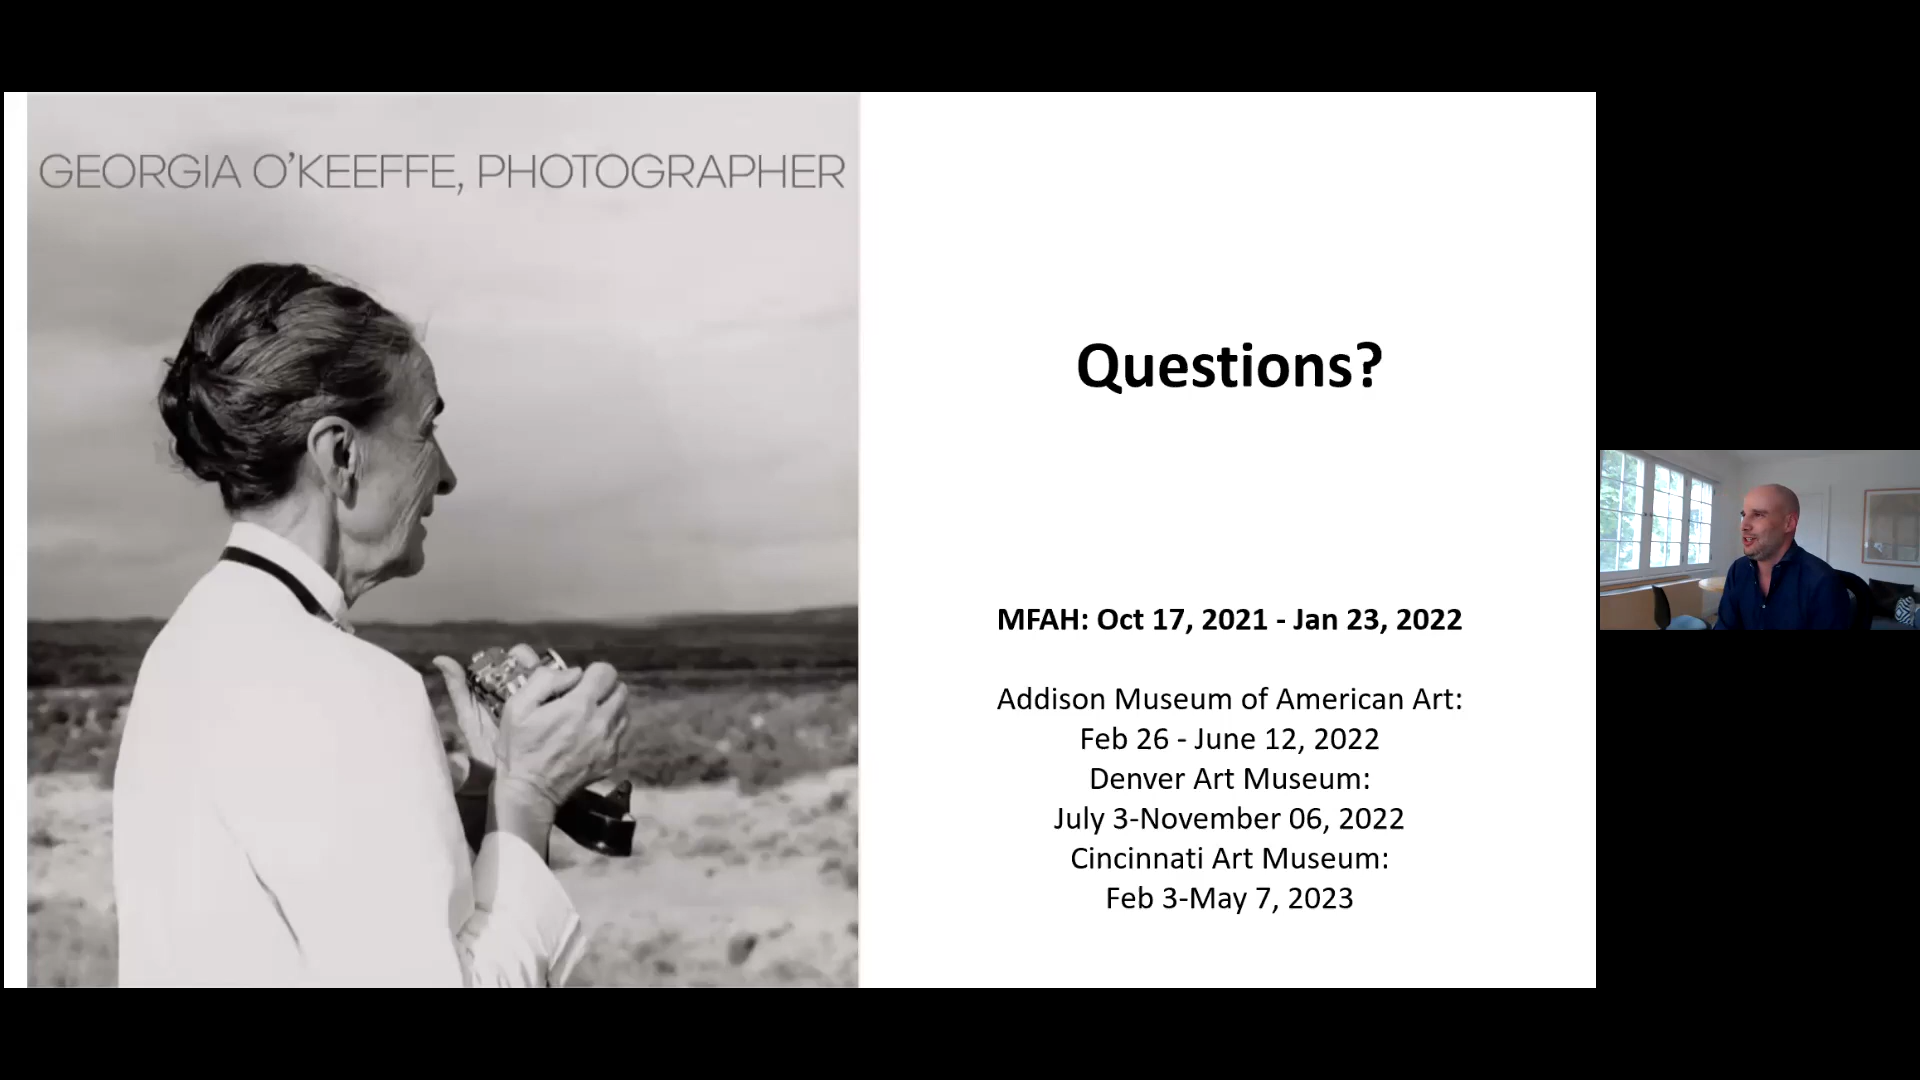 GEORGIA O’KEEFFE, PHOTOGRAPHER
Questions?
MFAH: Oct 17, 2021 - Jan 23, 2022
Addison Museum of American Art:
Feb 26 - June 12, 2022
Denver Art Museum:
July 3-November 06, 2022
Cincinnati Art Museum:
Feb 3-May 7, 2023